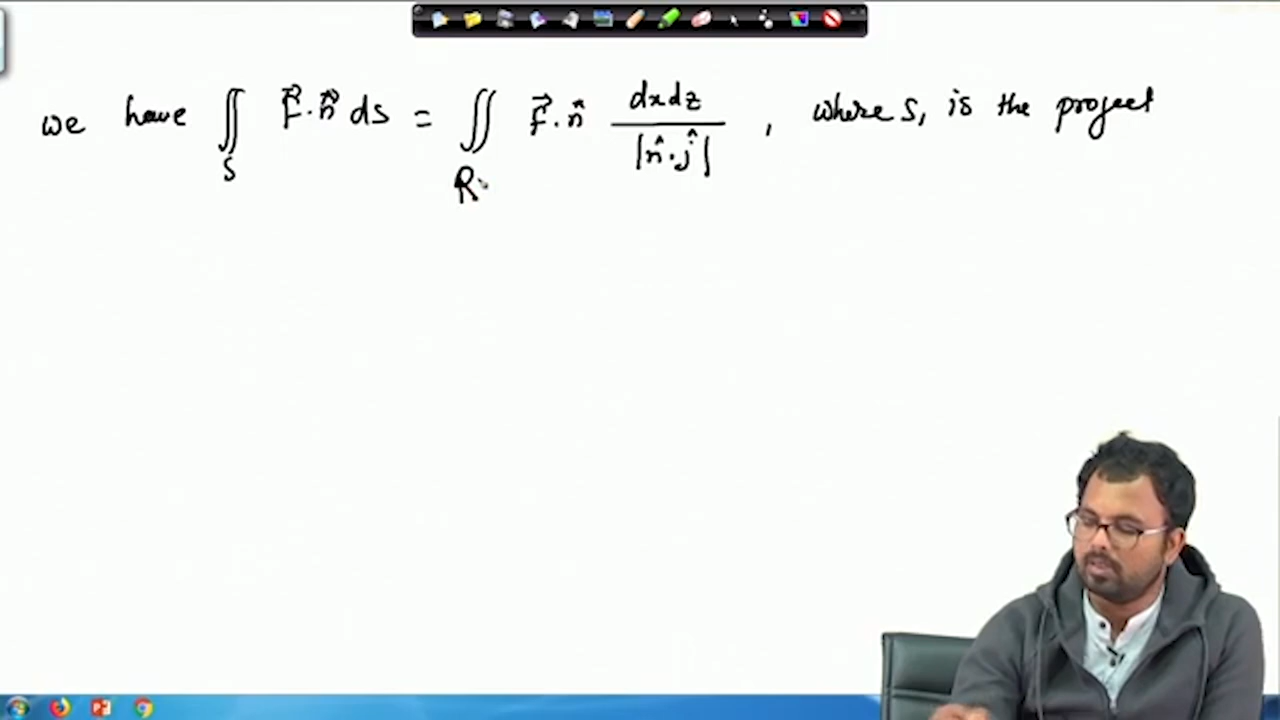 we have ∬_S F⃗·n⃗ ds = ∬_R F⃗·n̂ dxdz / |n̂·ĵ| , where S₁ is the project